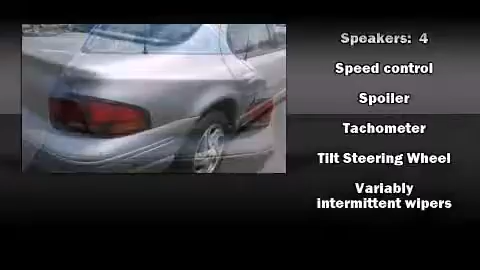 Speakers: 4
Speed control
Spoiler
Tachometer
Tilt Steering Wheel
Variably
intermittent wipers